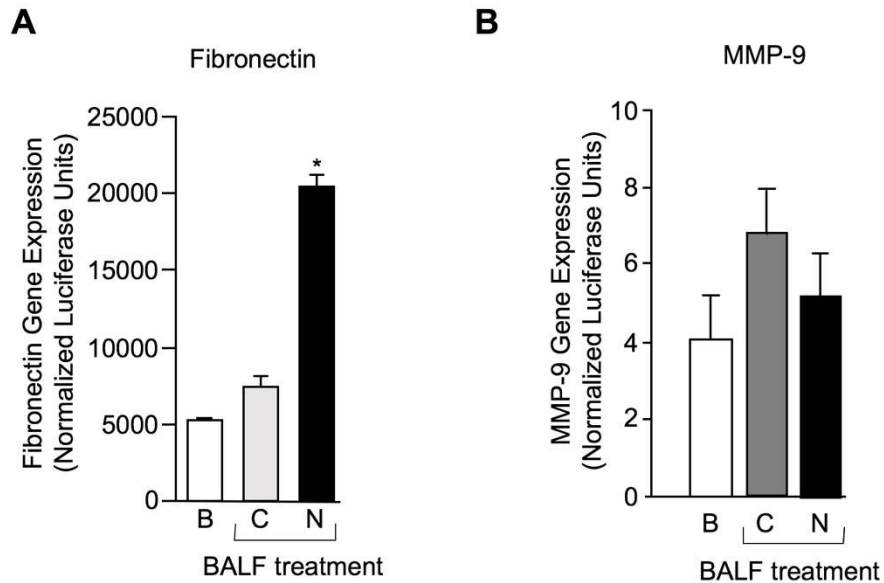 A
Fibronectin
Fibronectin Gene Expression
(Normalized Luciferase Units)
25000
20000
15000
10000
5000
0
*
B C N
BALF treatment
B
MMP-9
MMP-9 Gene Expression
(Normalized Luciferase Units)
10
8
6
4
2
0
B C N
BALF treatment